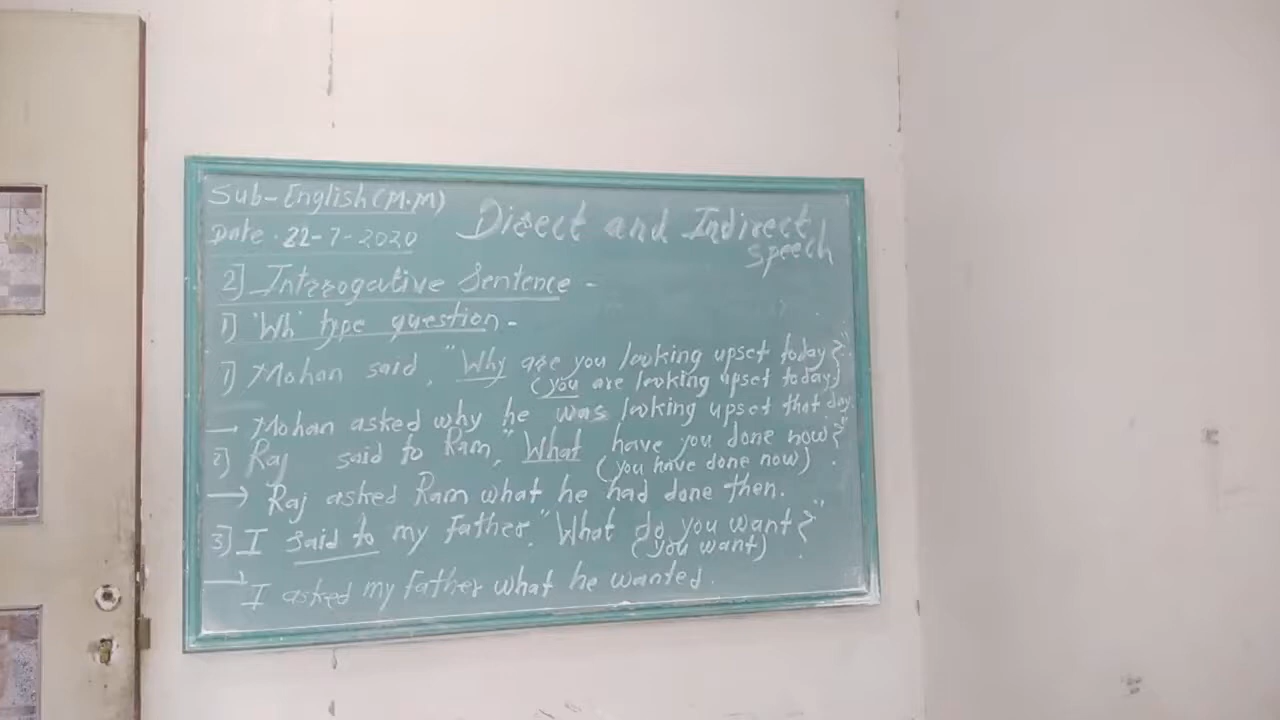 Sub-English (M.M)
Date. 22-7-2020
Direct and Indirect
speech
2] Interrogative Sentence -
1) 'Wh' type question -
1) Mohan said, "Why are you looking upset today?"
(you are looking upset today)
→ Mohan asked why he was looking upset that day.
2) Raj said to Ram, "What have you done now?"
(you have done now)
→ Raj asked Ram what he had done then.
3) I said to my father, "What do you want?"
(you want)
→ I asked my father what he wanted.